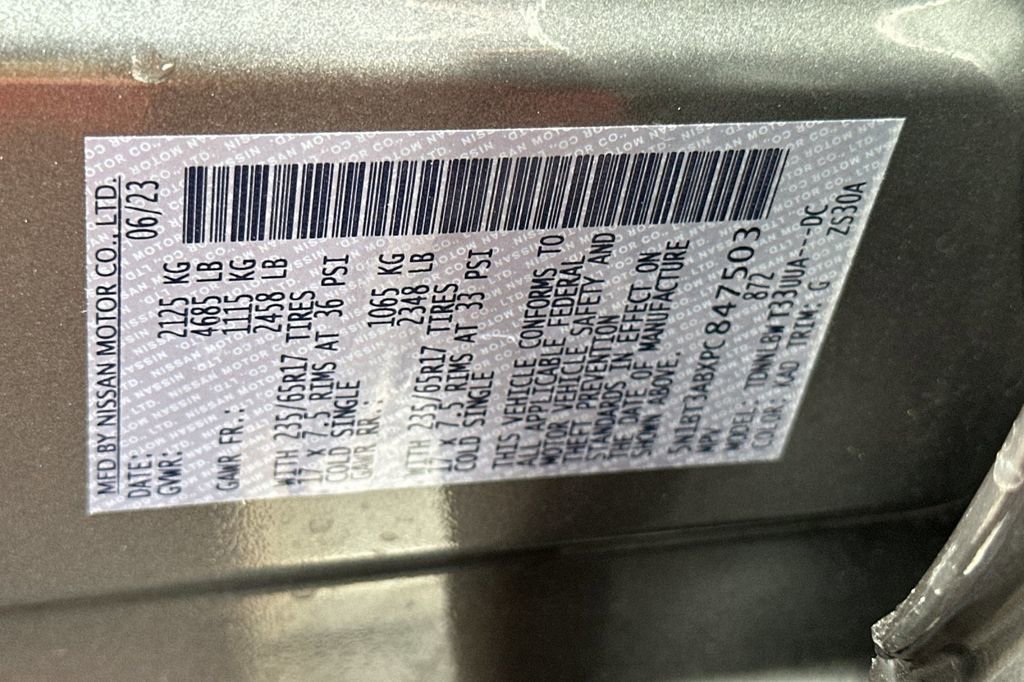 MFD BY NISSAN MOTOR CO., LTD.
DATE: 06/23
GVWR: 2125 KG
4685 LB
GAWR FR.: 1115 KG
2458 LB
WITH 235/65R17 TIRES
17 X 7.5 RIMS AT 36 PSI
COLD SINGLE
GAWR RR.: 1065 KG
2348 LB
WITH 235/65R17 TIRES
17 X 7.5 RIMS AT 33 PSI
COLD SINGLE
THIS VEHICLE CONFORMS TO
ALL APPLICABLE FEDERAL
MOTOR VEHICLE SAFETY AND
THEFT PREVENTION
STANDARDS IN EFFECT ON
THE DATE OF MANUFACTURE
SHOWN ABOVE.
5N1BT3ABXPC847503
MPV 872
MODEL: TDNNLBWT33UUA---DC
COLOR: KAD TRIM: G ZS30A